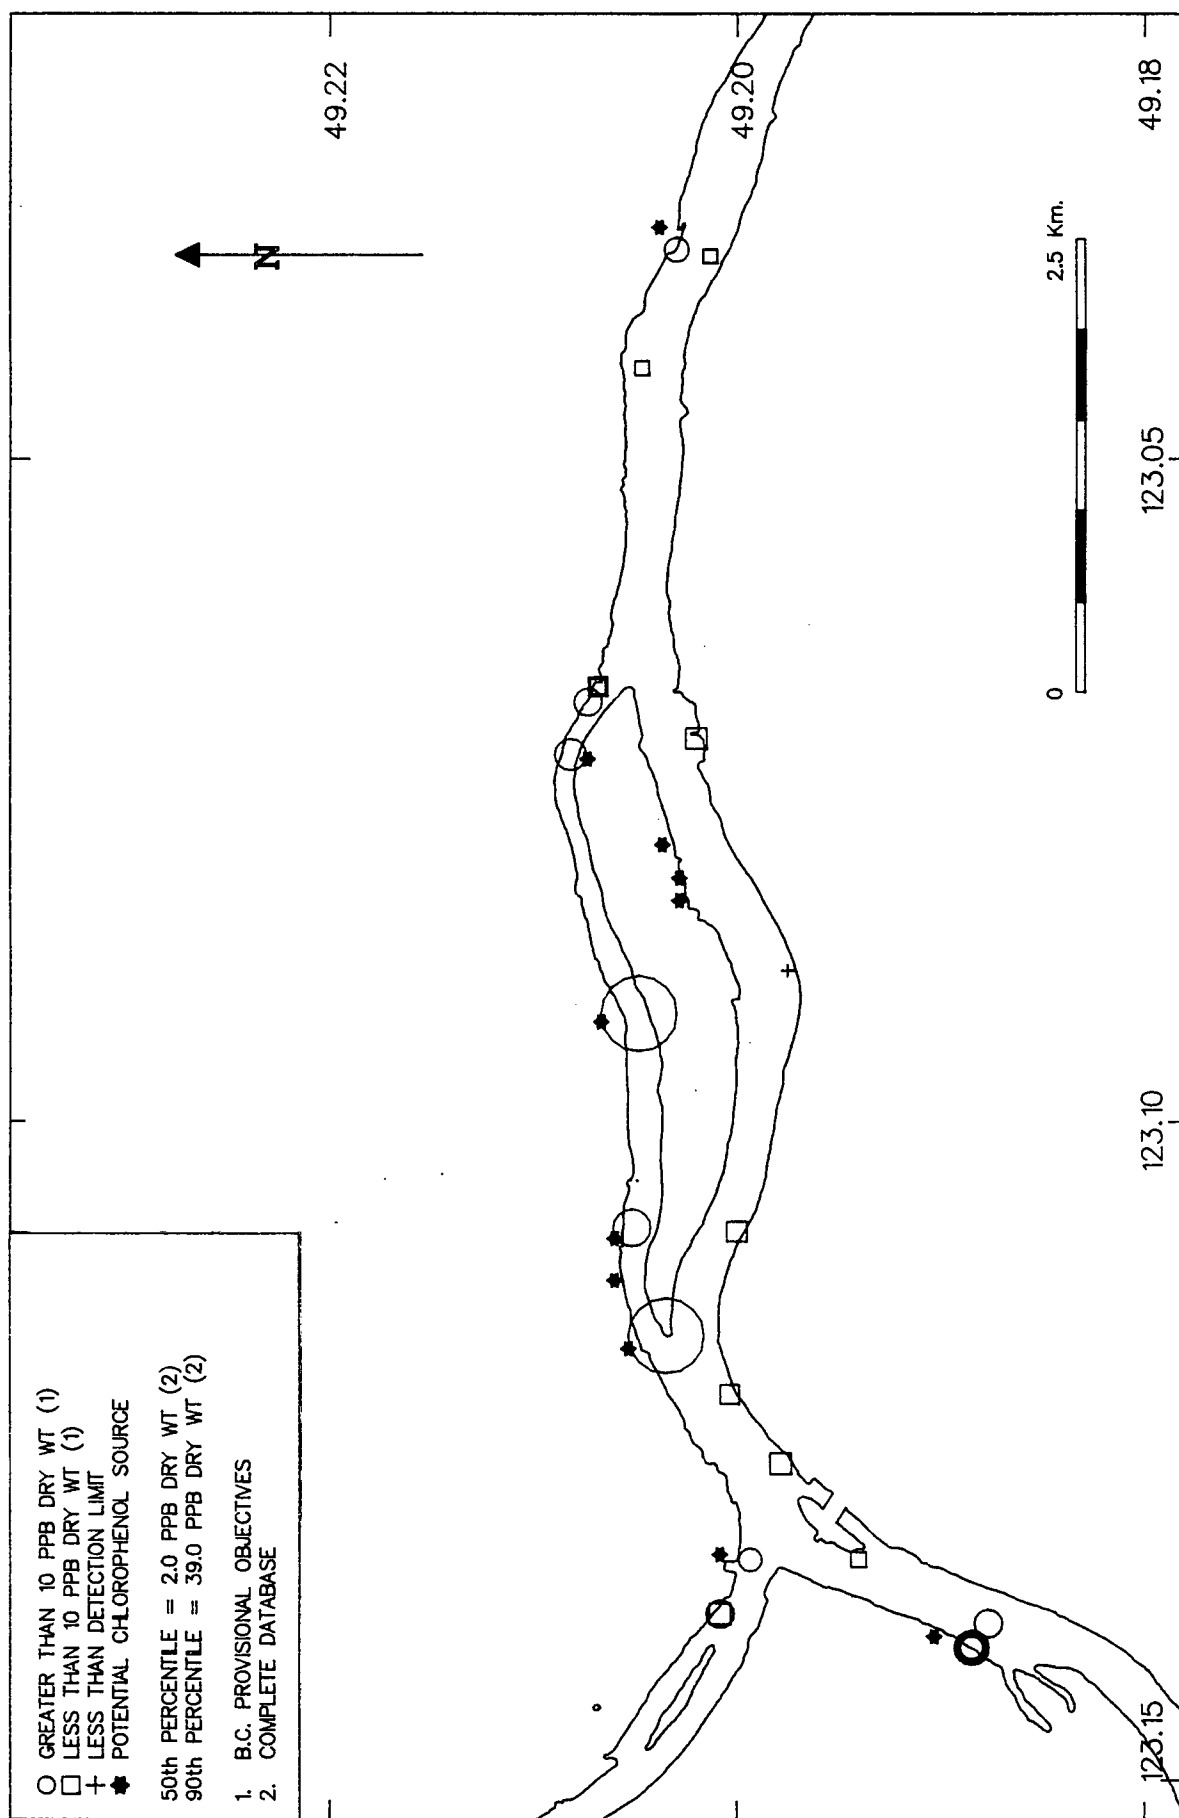 ○ GREATER THAN 10 PPB DRY WT (1)
□ LESS THAN 10 PPB DRY WT (1)
+ LESS THAN DETECTION LIMIT
✸ POTENTIAL CHLOROPHENOL SOURCE
50th PERCENTILE = 2.0 PPB DRY WT (2)
90th PERCENTILE = 39.0 PPB DRY WT (2)
1. B.C. PROVISIONAL OBJECTIVES
2. COMPLETE DATABASE
N
49.22
49.20
49.18
0 2.5 Km.
123.15
123.10
123.05